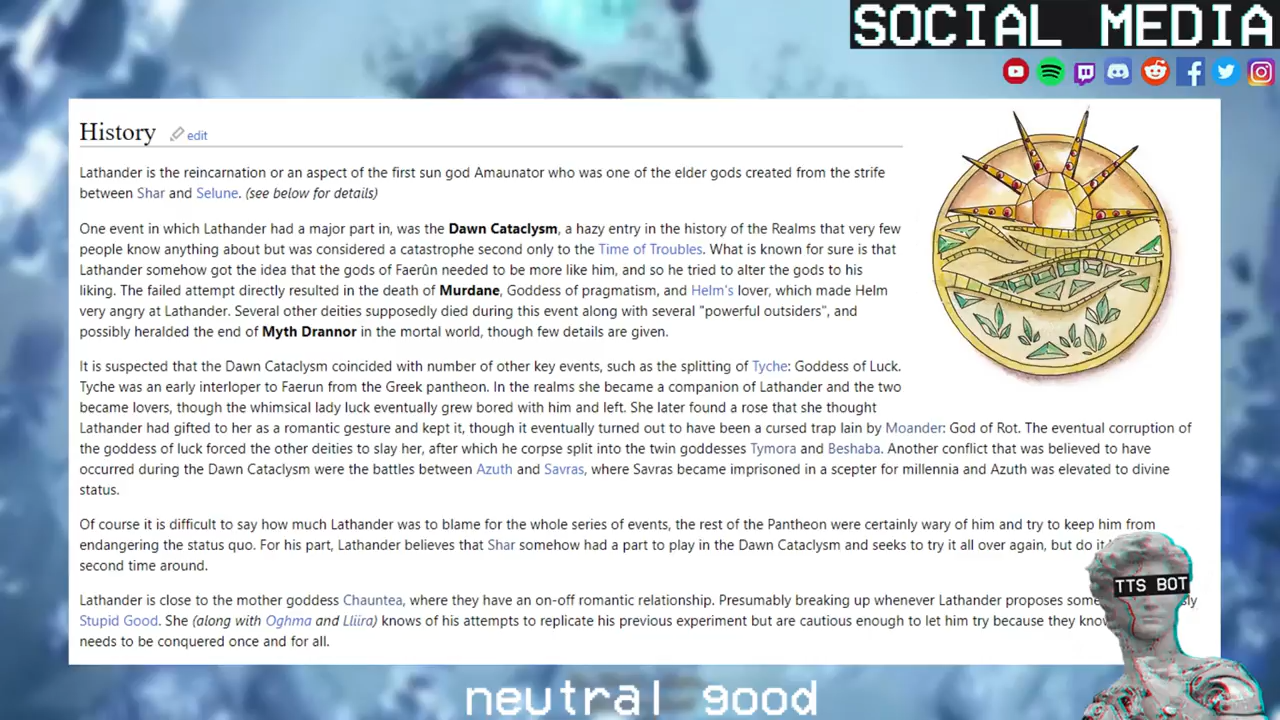 SOCIAL MEDIA
History edit
Lathander is the reincarnation or an aspect of the first sun god Amaunator who was one of the elder gods created from the strife
between Shar and Selune. (see below for details)
One event in which Lathander had a major part in, was the Dawn Cataclysm, a hazy entry in the history of the Realms that very few
people know anything about but was considired a catastrophe second only to the Time of Troubles. What is known for sure is that
Lathander somehow got the idea that the gods of Faerûn needed to be more like him, and so he tried to alter the gods to his
liking. The failed attempt directly resulted in the death of Murdane, Goddess of pragmatism, and Helm's lover, which made Helm
very angry at Lathander. Several other deities supposedly died during this event along with several "powerful outsiders", and
possibly heralded the end of Myth Drannor in the mortal world, though few details are given.
It is suspected that the Dawn Cataclysm coincided with number of other key events, such as the splitting of Tyche: Goddess of Luck.
Tyche was an early interloper to Faerun from the Greek pantheon. In the realms she became a companion of Lathander and the two
became lovers, though the whimsical lady luck eventually grew bored with him and left. She later found a rose that she thought
Lathander had gifted to her as a romantic gesture and kept it, though it eventually turned out to have been a cursed trap lain by Moander: God of Rot. The eventual corruption of
the goddess of luck forced the other deities to slay her, after which he corpse split into the twin goddesses Tymora and Beshaba. Another conflict that was believed to have
occurred during the Dawn Cataclysm were the battles between Azuth and Savras, where Savras became imprisoned in a scepter for millennia and Azuth was elevated to divine
status.
Of course it is difficult to say how much Lathander was to blame for the whole series of events, the rest of the Pantheon were certainly wary of him and try to keep him from
endangering the status quo. For his part, Lathander believes that Shar somehow had a part to play in the Dawn Cataclysm and seeks to try it all over again, but do it
second time around.
TTS BOT
Lathander is close to the mother goddess Chauntea, where they have an on-off romantic relationship. Presumably breaking up whenever Lathander proposes
Stupid Good. She (along with Oghma and Lliira) knows of his attempts to replicate his previous experiment but are cautious enough to let him try because they
needs to be conquered once and for all.
neutral good